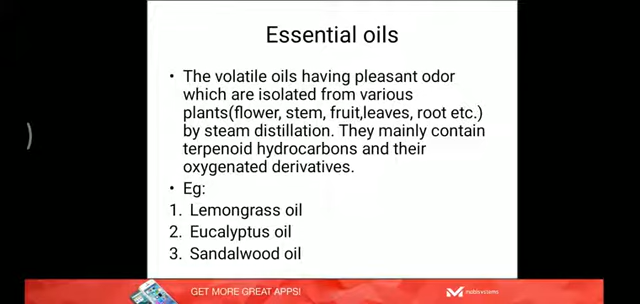 Essential oils
• The volatile oils having pleasant odor
which are isolated from various
plants(flower, stem, fruit,leaves, root etc.)
by steam distillation. They mainly contain
terpenoid hydrocarbons and their
oxygenated derivatives.
• Eg:
1. Lemongrass oil
2. Eucalyptus oil
3. Sandalwood oil
GET MORE GREAT APPS!
mobisystems